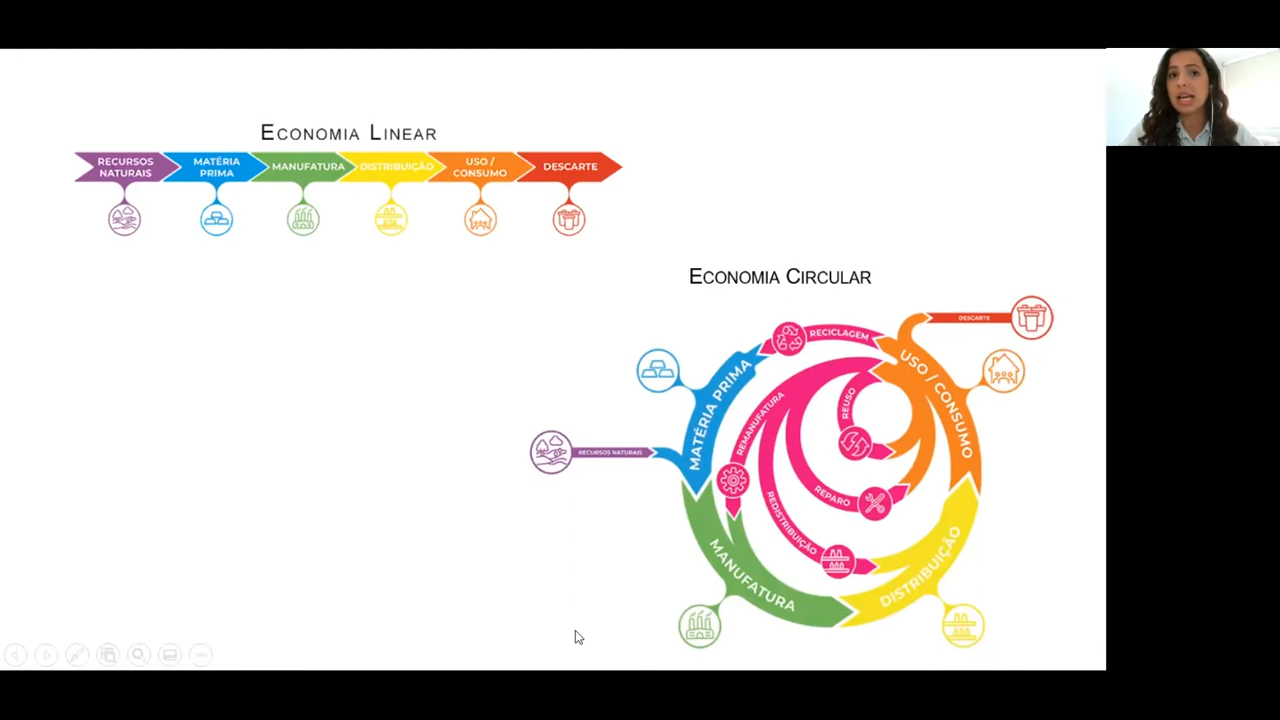 ECONOMIA LINEAR
RECURSOS
NATURAIS
MATÉRIA
PRIMA
MANUFATURA
DISTRIBUIÇÃO
USO /
CONSUMO
DESCARTE
ECONOMIA CIRCULAR
DESCARTE
RECICLAGEM
USO / CONSUMO
MATÉRIA PRIMA
REUSO
REMANUFATURA
RECURSOS NATURAIS
REPARO
REDISTRIBUIÇÃO
MANUFATURA
DISTRIBUIÇÃO